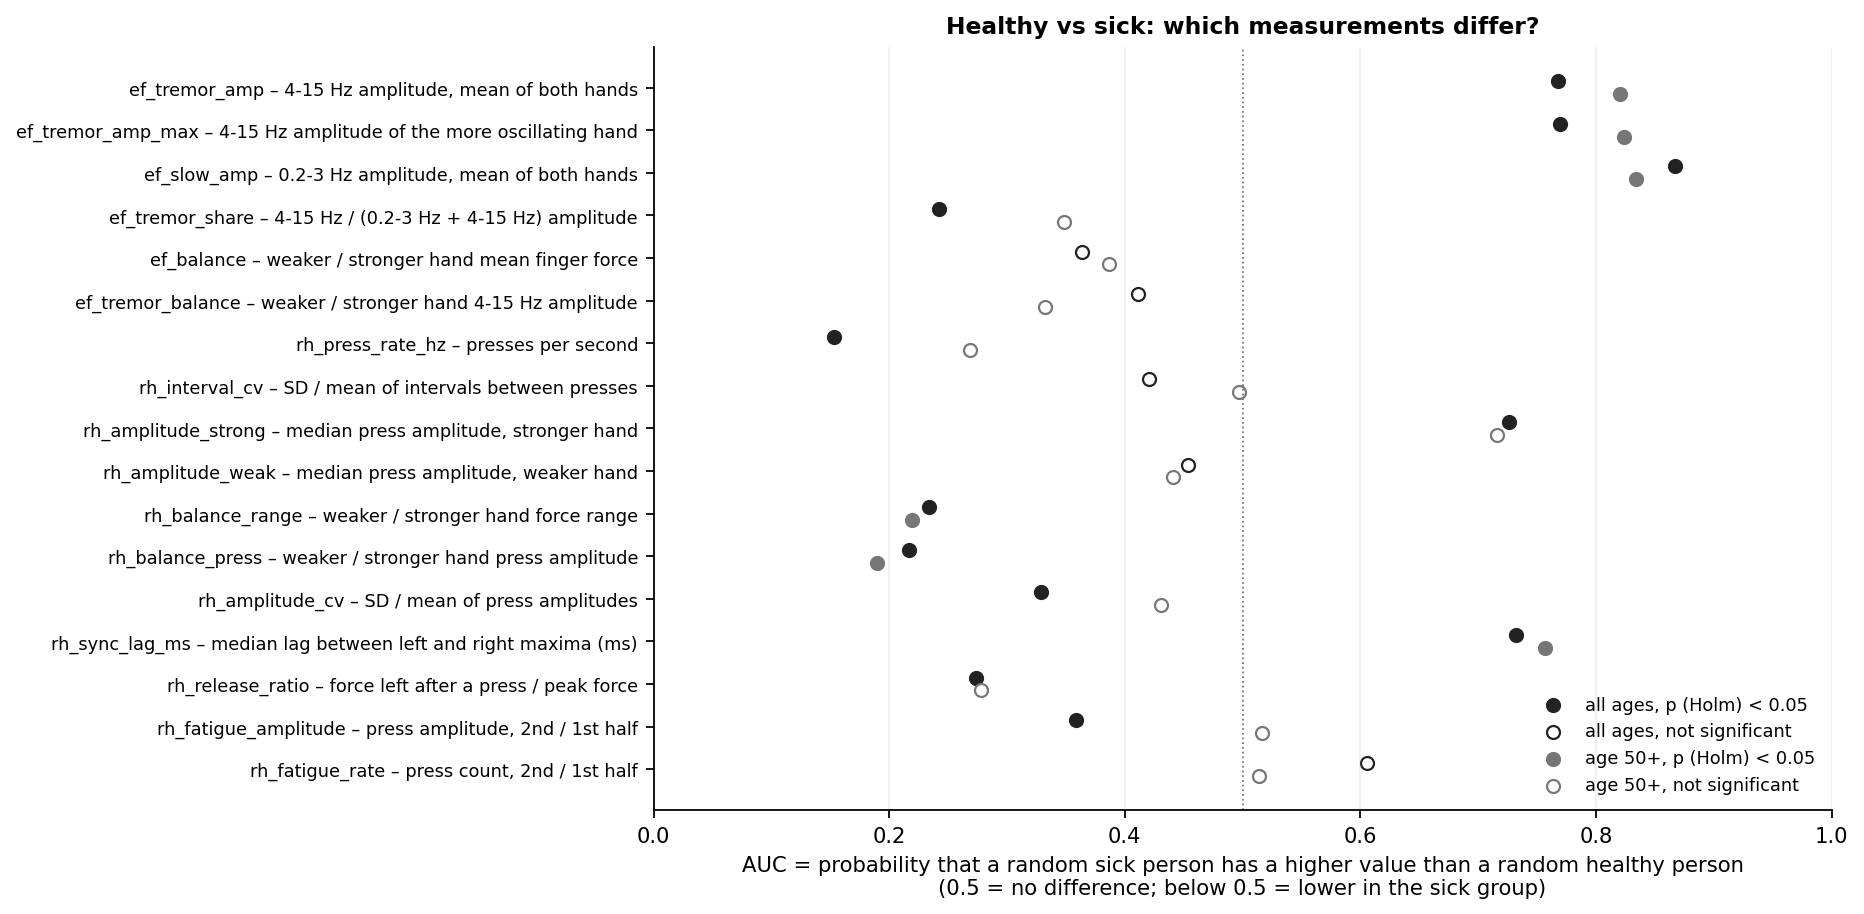 Healthy vs sick: which measurements differ?
ef_tremor_amp – 4-15 Hz amplitude, mean of both hands
ef_tremor_amp_max – 4-15 Hz amplitude of the more oscillating hand
ef_slow_amp – 0.2-3 Hz amplitude, mean of both hands
ef_tremor_share – 4-15 Hz / (0.2-3 Hz + 4-15 Hz) amplitude
ef_balance – weaker / stronger hand mean finger force
ef_tremor_balance – weaker / stronger hand 4-15 Hz amplitude
rh_press_rate_hz – presses per second
rh_interval_cv – SD / mean of intervals between presses
rh_amplitude_strong – median press amplitude, stronger hand
rh_amplitude_weak – median press amplitude, weaker hand
rh_balance_range – weaker / stronger hand force range
rh_balance_press – weaker / stronger hand press amplitude
rh_amplitude_cv – SD / mean of press amplitudes
rh_sync_lag_ms – median lag between left and right maxima (ms)
rh_release_ratio – force left after a press / peak force
rh_fatigue_amplitude – press amplitude, 2nd / 1st half
rh_fatigue_rate – press count, 2nd / 1st half
all ages, p (Holm) < 0.05
all ages, not significant
age 50+, p (Holm) < 0.05
age 50+, not significant
0.0 0.2 0.4 0.6 0.8 1.0
AUC = probability that a random sick person has a higher value than a random healthy person
(0.5 = no difference; below 0.5 = lower in the sick group)